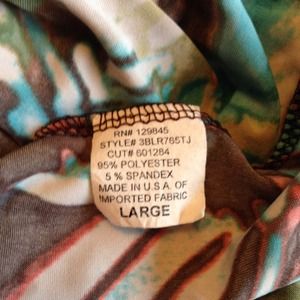 RN# 129845
STYLE# 3BLR765TJ
CUT# 601284
95% POLYESTER
5 % SPANDEX
MADE IN U.S.A. OF
IMPORTED FABRIC
LARGE